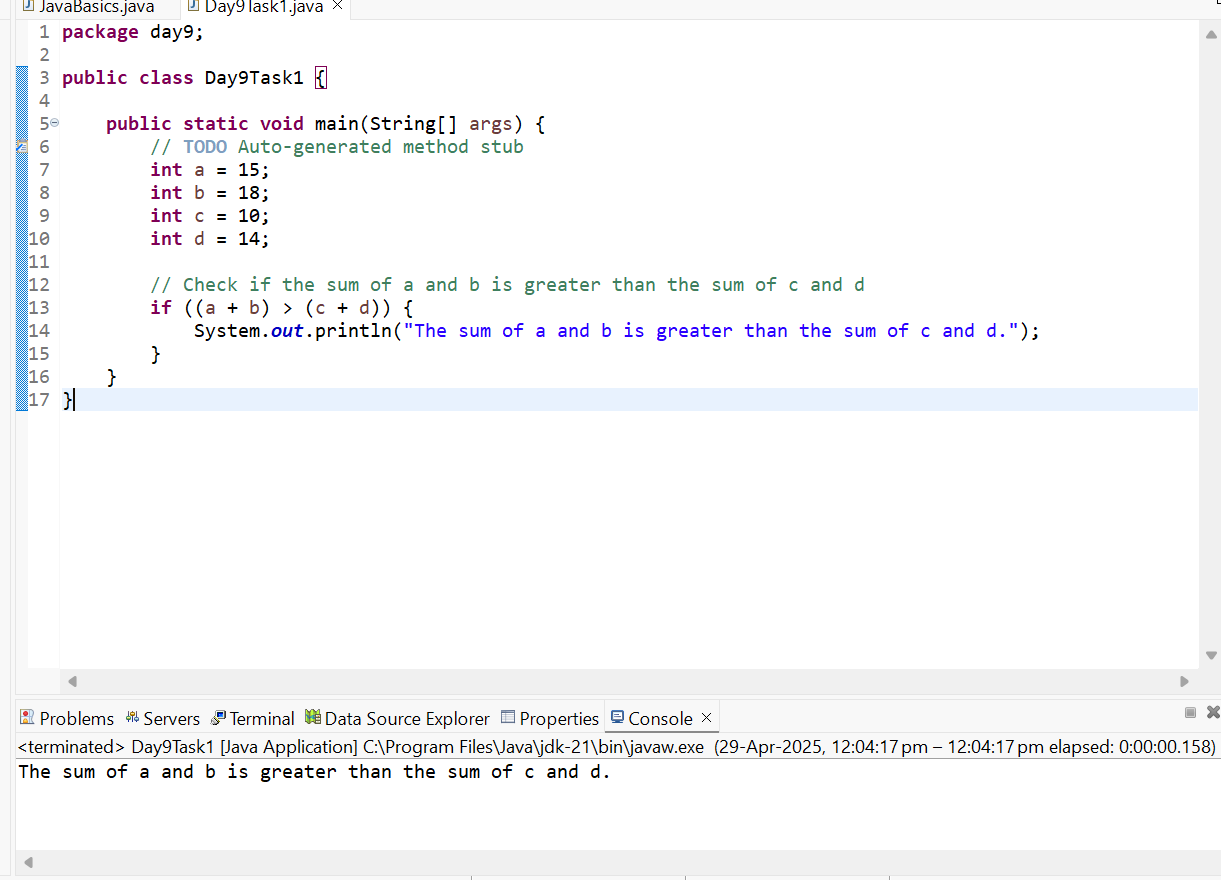 JavaBasics.java Day9Task1.java
1 package day9;
2
3 public class Day9Task1 {
4
5 public static void main(String[] args) {
6 // TODO Auto-generated method stub
7 int a = 15;
8 int b = 18;
9 int c = 10;
10 int d = 14;
11
12 // Check if the sum of a and b is greater than the sum of c and d
13 if ((a + b) > (c + d)) {
14 System.out.println("The sum of a and b is greater than the sum of c and d.");
15 }
16 }
17 }
Problems Servers Terminal Data Source Explorer Properties Console
<terminated> Day9Task1 [Java Application] C:\Program Files\Java\jdk-21\bin\javaw.exe (29-Apr-2025, 12:04:17 pm – 12:04:17 pm elapsed: 0:00:00.158)
The sum of a and b is greater than the sum of c and d.